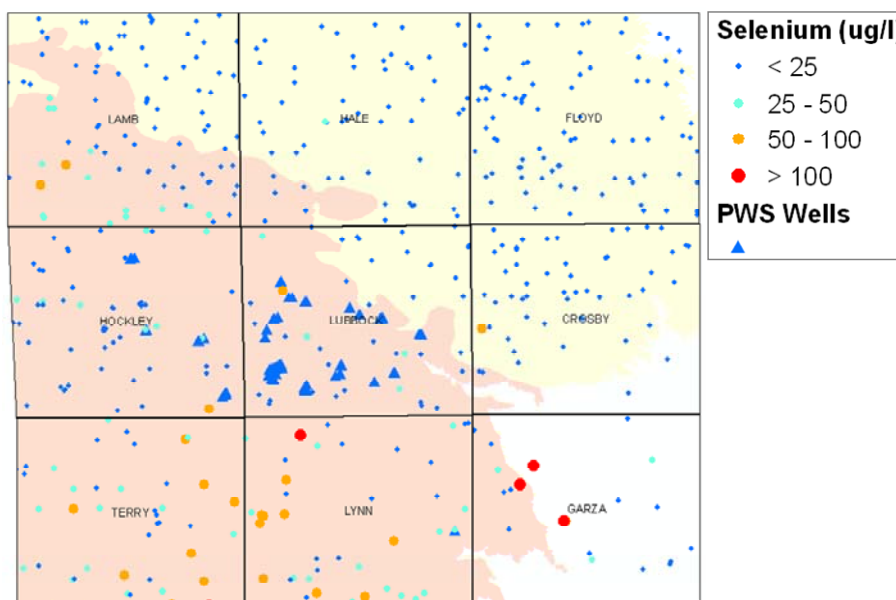 Selenium (ug/l
< 25
25 - 50
50 - 100
> 100
PWS Wells
LAMB
HALE
FLOYD
HOCKLEY
LUBBOCK
CROSBY
TERRY
LYNN
GARZA